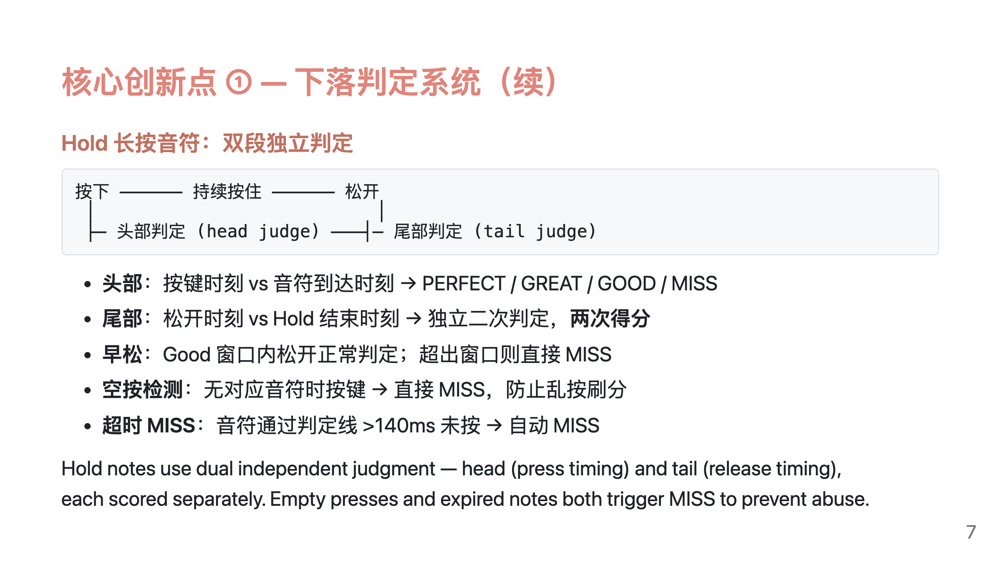 核心创新点 ① — 下落判定系统（续）
Hold 长按音符：双段独立判定
按下 ────── 持续按住 ────── 松开
│ │
├─ 头部判定 (head judge) ───┤─ 尾部判定 (tail judge)
• 头部：按键时刻 vs 音符到达时刻 → PERFECT / GREAT / GOOD / MISS
• 尾部：松开时刻 vs Hold 结束时刻 → 独立二次判定，两次得分
• 早松：Good 窗口内松开正常判定；超出窗口则直接 MISS
• 空按检测：无对应音符时按键 → 直接 MISS，防止乱按刷分
• 超时 MISS：音符通过判定线 >140ms 未按 → 自动 MISS
Hold notes use dual independent judgment — head (press timing) and tail (release timing),
each scored separately. Empty presses and expired notes both trigger MISS to prevent abuse.
7